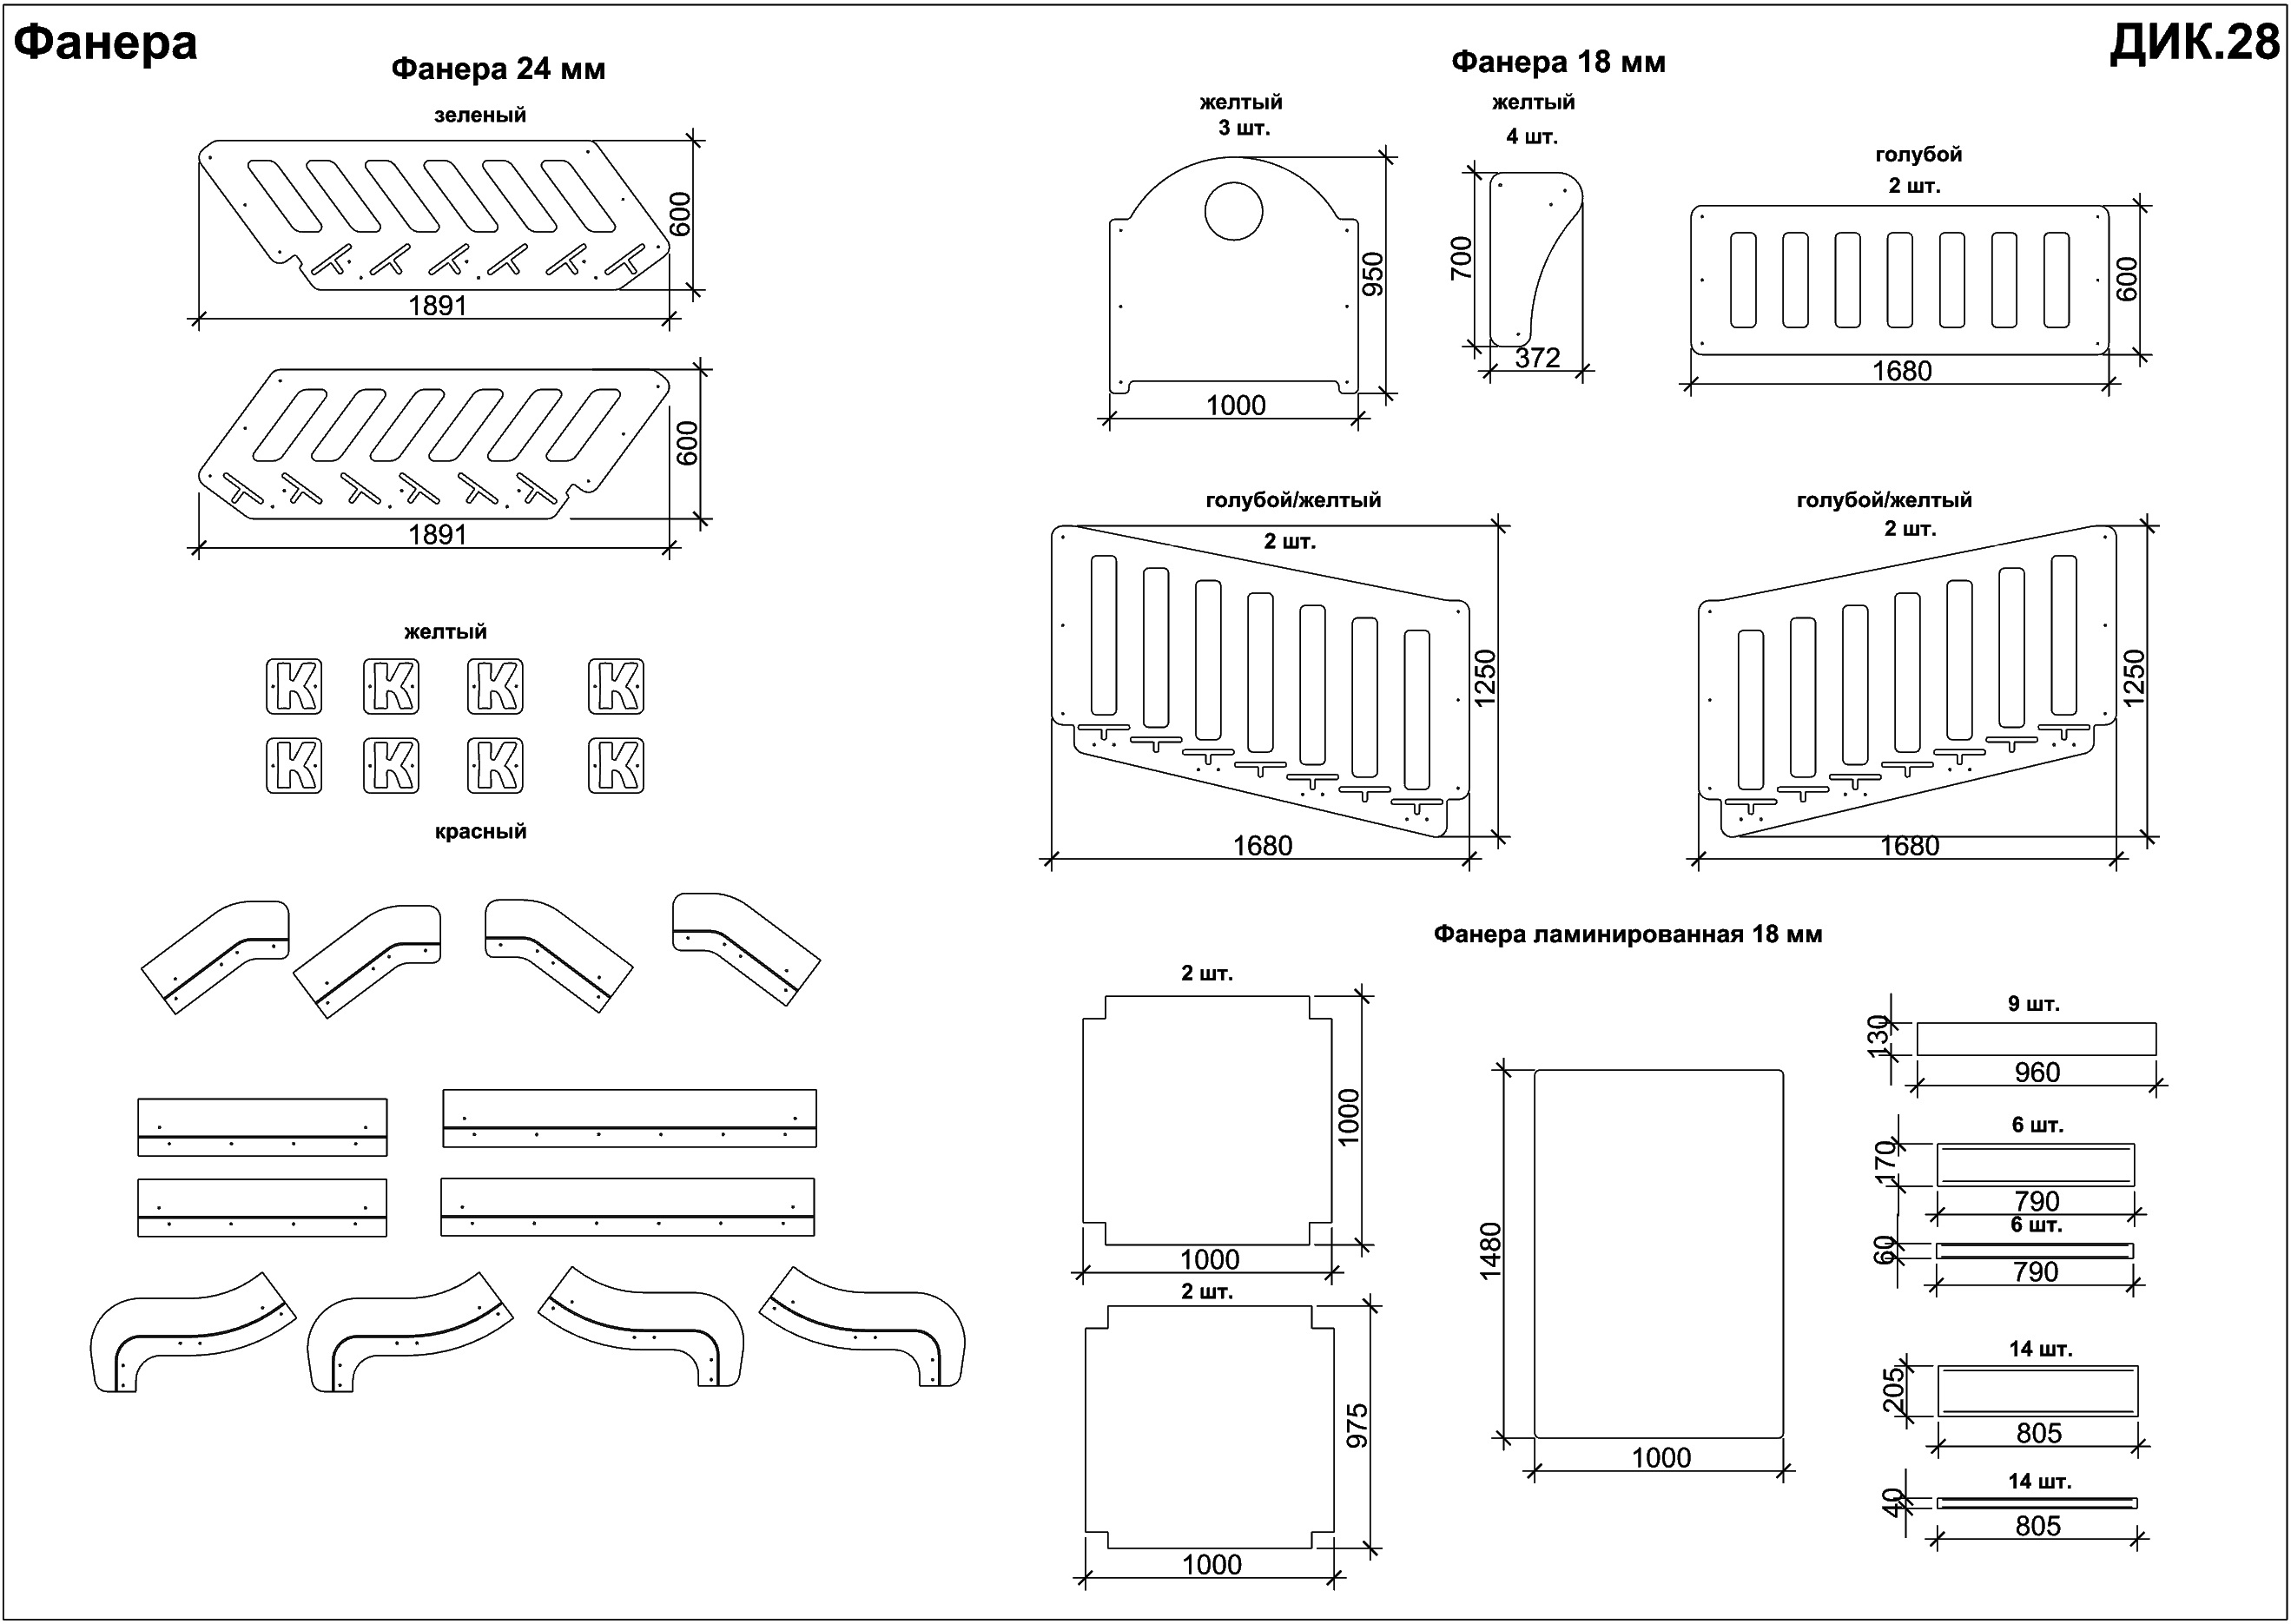 Фанера
ДИК.28
Фанера 24 мм
зеленый
600
1891
600
1891
желтый
К К К К
К К К К
красный
Фанера 18 мм
желтый
3 шт.
950
1000
желтый
4 шт.
700
372
голубой
2 шт.
600
1680
голубой/желтый
2 шт.
1250
1680
голубой/желтый
2 шт.
1250
1680
Фанера ламинированная 18 мм
2 шт.
1000
1000
2 шт.
975
1000
1480
1000
9 шт.
130
960
6 шт.
170
790
6 шт.
60
790
14 шт.
205
805
14 шт.
40
805